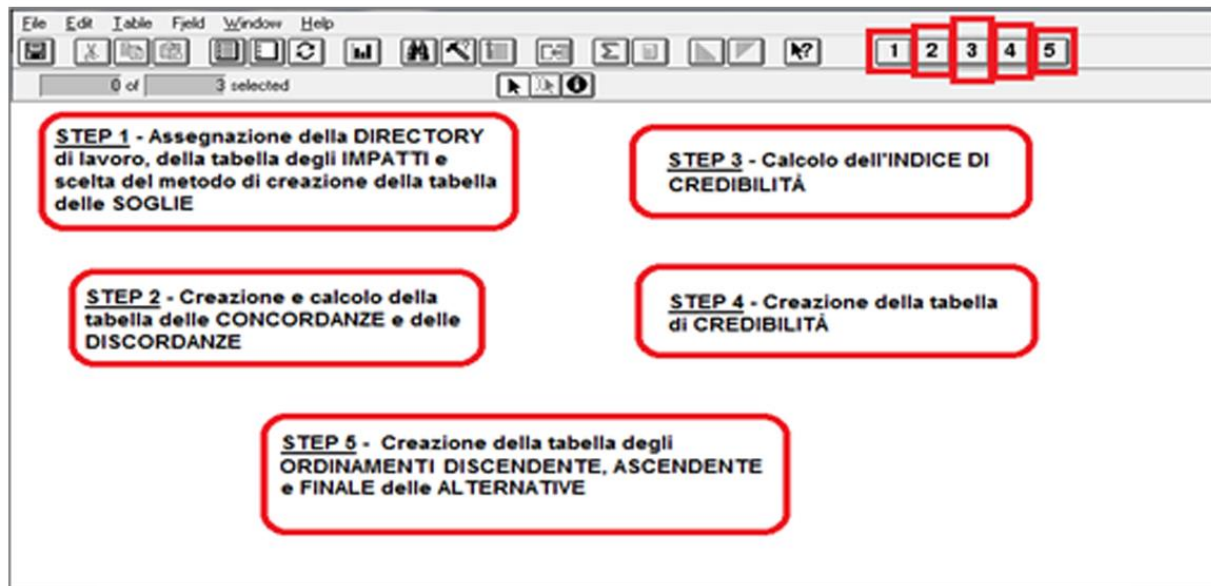 File Edit Table Field Window Help
1 2 3 4 5
0 of 3 selected
STEP 1 - Assegnazione della DIRECTORY
di lavoro, della tabella degli IMPATTI e
scelta del metodo di creazione della tabella
delle SOGLIE
STEP 2 - Creazione e calcolo della
tabella delle CONCORDANZE e delle
DISCORDANZE
STEP 3 - Calcolo dell'INDICE DI
CREDIBILITÀ
STEP 4 - Creazione della tabella
di CREDIBILITÀ
STEP 5 - Creazione della tabella degli
ORDINAMENTI DISCENDENTE, ASCENDENTE
e FINALE delle ALTERNATIVE